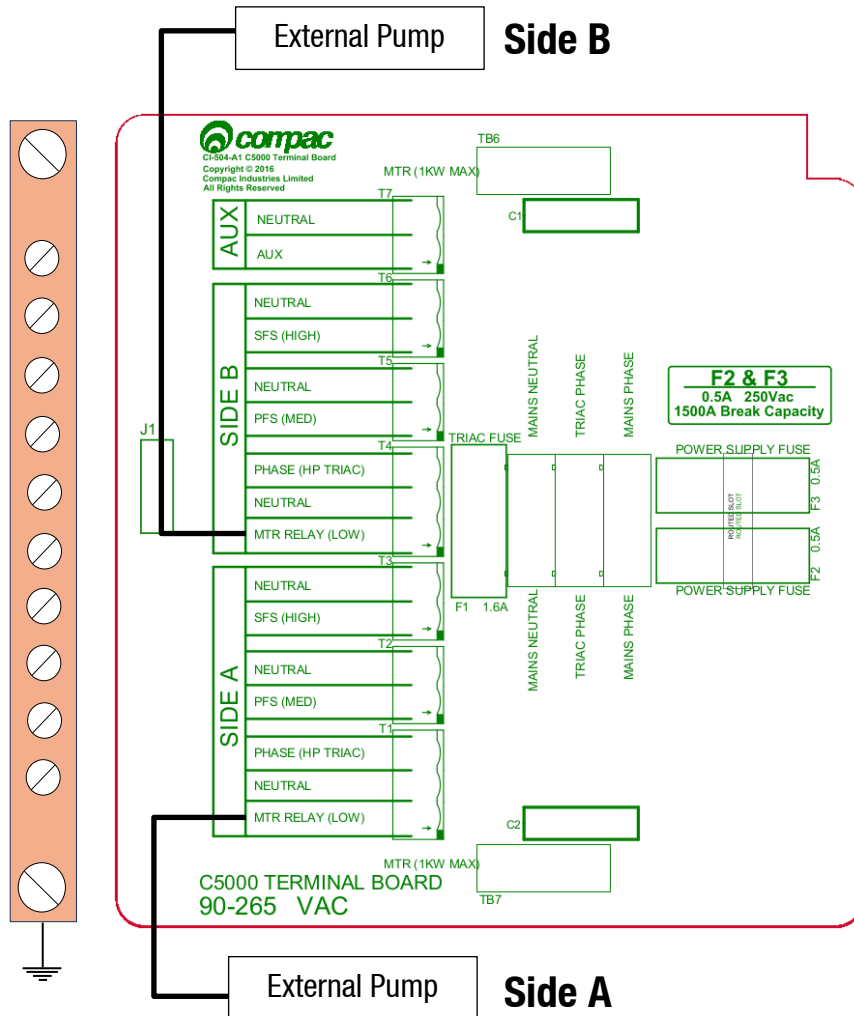 External Pump
Side B
compac
CI-504-A1 C5000 Terminal Board
Copyright © 2016
Compac Industries Limited
All Rights Reserved
TB6
MTR (1KW MAX)
C1
T7
AUX
NEUTRAL
AUX
T6
SIDE B
NEUTRAL
SFS (HIGH)
T5
NEUTRAL
PFS (MED)
T4
PHASE (HP TRIAC)
NEUTRAL
MTR RELAY (LOW)
J1
TRIAC FUSE
F1 1.6A
MAINS NEUTRAL
TRIAC PHASE
MAINS PHASE
F2 & F3
0.5A 250Vac
1500A Break Capacity
POWER SUPPLY FUSE
F3 0.5A
ROUTED SLOT
ROUTED SLOT
F2 0.5A
POWER SUPPLY FUSE
MAINS NEUTRAL
TRIAC PHASE
MAINS PHASE
T3
SIDE A
NEUTRAL
SFS (HIGH)
T2
NEUTRAL
PFS (MED)
T1
PHASE (HP TRIAC)
NEUTRAL
MTR RELAY (LOW)
C2
MTR (1KW MAX)
TB7
C5000 TERMINAL BOARD
90-265 VAC
External Pump
Side A